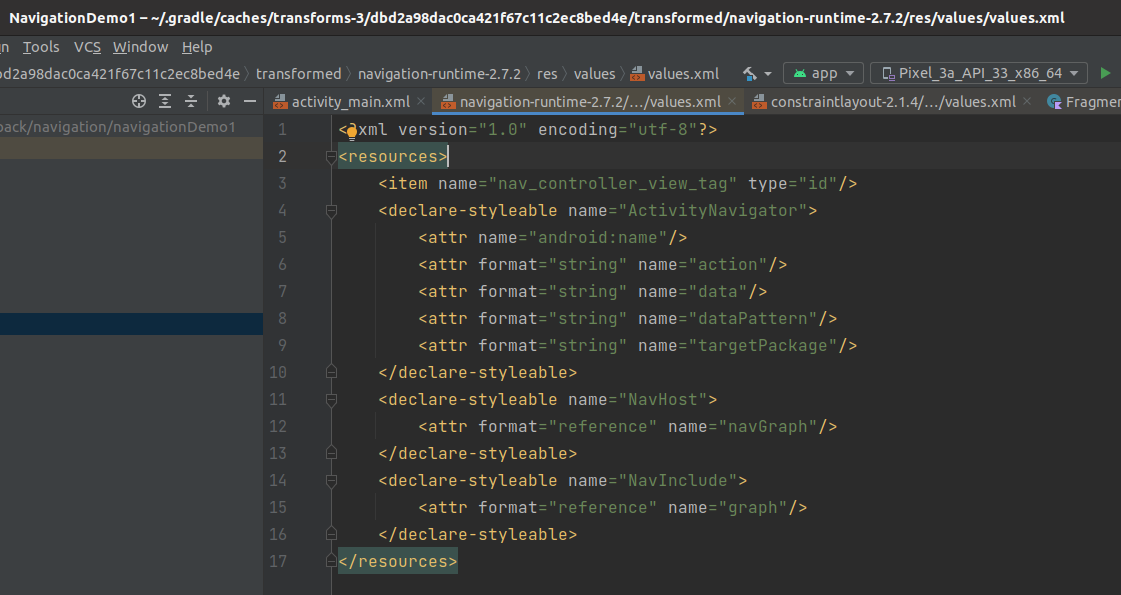 NavigationDemo1 – ~/.gradle/caches/transforms-3/dbd2a98dac0ca421f67c11c2ec8bed4e/transformed/navigation-runtime-2.7.2/res/values/values.xml
n Tools VCS Window Help
bd2a98dac0ca421f67c11c2ec8bed4e transformed navigation-runtime-2.7.2 res values values.xml app Pixel_3a_API_33_x86_64
activity_main.xml navigation-runtime-2.7.2/.../values.xml constraintlayout-2.1.4/.../values.xml Fragmen
back/navigation/navigationDemo1
1 <?xml version="1.0" encoding="utf-8"?>
2 <resources>
3 <item name="nav_controller_view_tag" type="id"/>
4 <declare-styleable name="ActivityNavigator">
5 <attr name="android:name"/>
6 <attr format="string" name="action"/>
7 <attr format="string" name="data"/>
8 <attr format="string" name="dataPattern"/>
9 <attr format="string" name="targetPackage"/>
10 </declare-styleable>
11 <declare-styleable name="NavHost">
12 <attr format="reference" name="navGraph"/>
13 </declare-styleable>
14 <declare-styleable name="NavInclude">
15 <attr format="reference" name="graph"/>
16 </declare-styleable>
17 </resources>